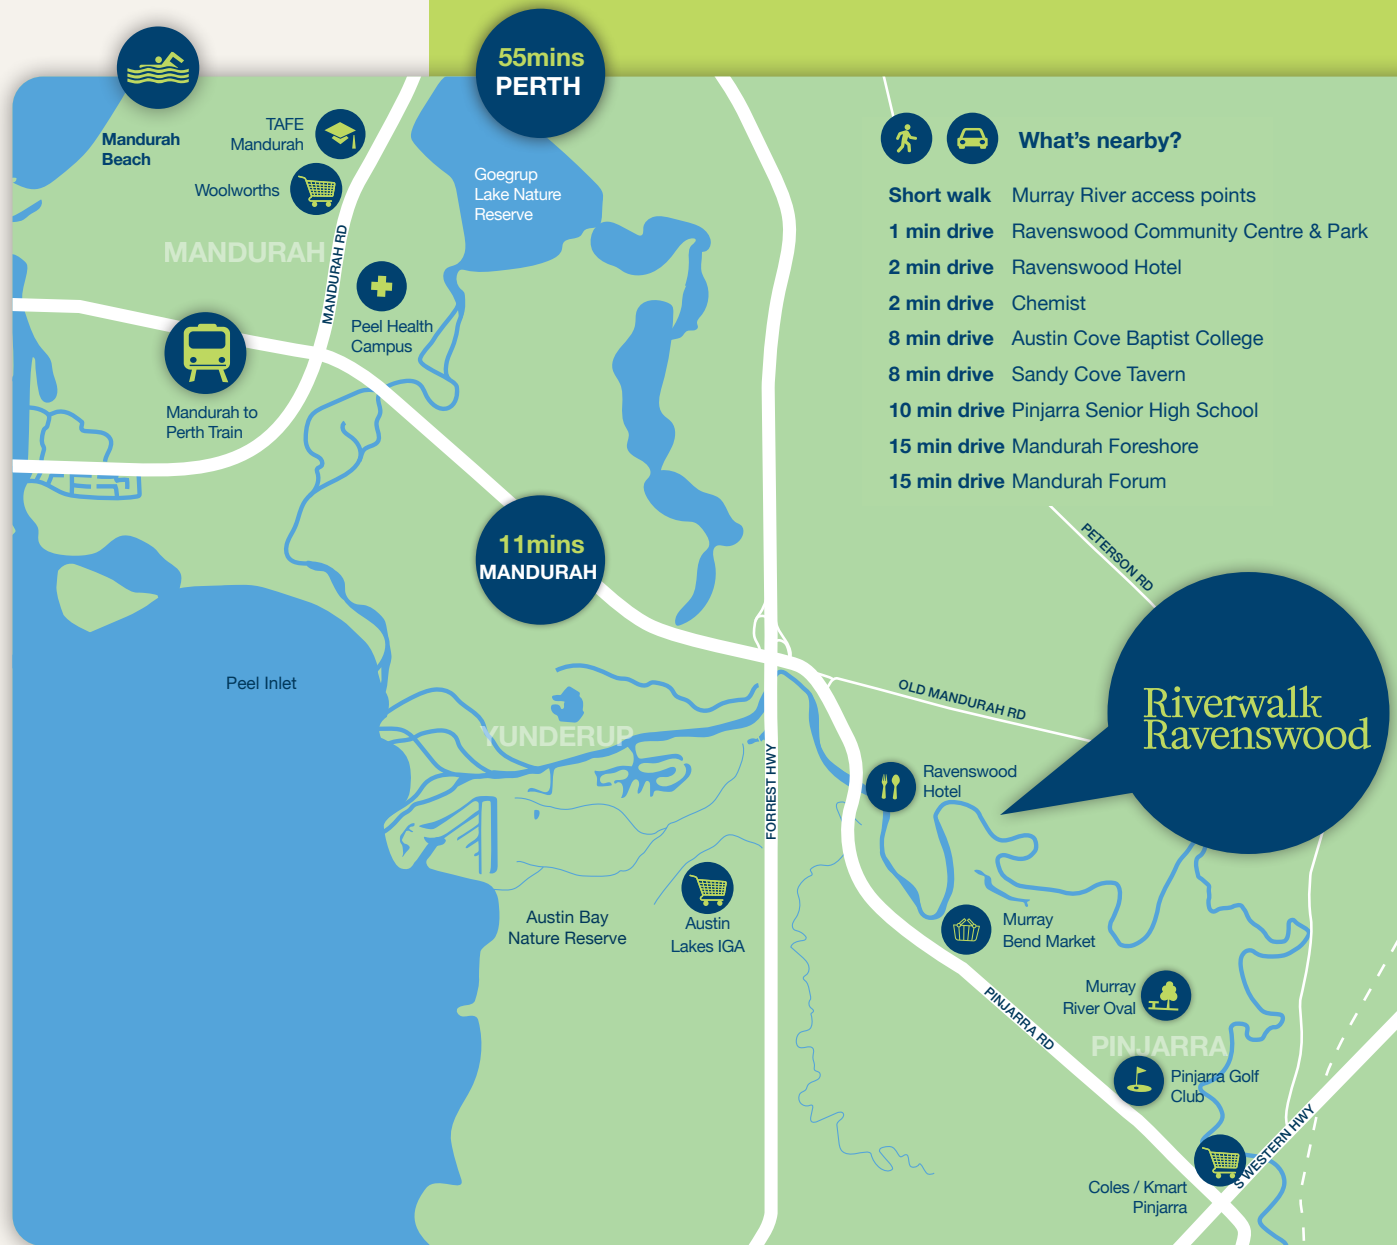 55mins
PERTH
Mandurah
Beach
TAFE
Mandurah
Woolworths
MANDURAH
MANDURAH RD
Goegrup
Lake Nature
Reserve
Peel Health
Campus
Mandurah to
Perth Train
What's nearby?
Short walk Murray River access points
1 min drive Ravenswood Community Centre & Park
2 min drive Ravenswood Hotel
2 min drive Chemist
8 min drive Austin Cove Baptist College
8 min drive Sandy Cove Tavern
10 min drive Pinjarra Senior High School
15 min drive Mandurah Foreshore
15 min drive Mandurah Forum
11mins
MANDURAH
PETERSON RD
Peel Inlet
YUNDERUP
OLD MANDURAH RD
Riverwalk
Ravenswood
FORREST HWY
Ravenswood
Hotel
Austin Bay
Nature Reserve
Austin
Lakes IGA
Murray
Bend Market
Murray
River Oval
PINJARRA RD
PINJARRA
Pinjarra Golf
Club
S WESTERN HWY
Coles / Kmart
Pinjarra